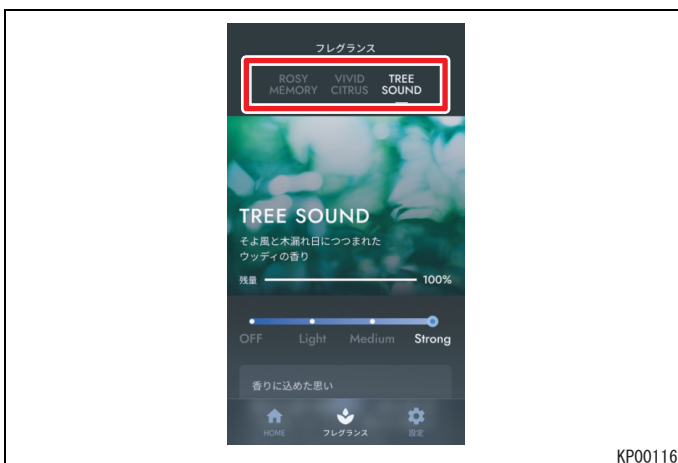 フレグランス
ROSY MEMORY
VIVID CITRUS
TREE SOUND
TREE SOUND
そよ風と木漏れ日につつまれた
ウッディの香り
残量 100%
OFF Light Medium Strong
香りに込めた思い
HOME フレグランス 設定
KP00116